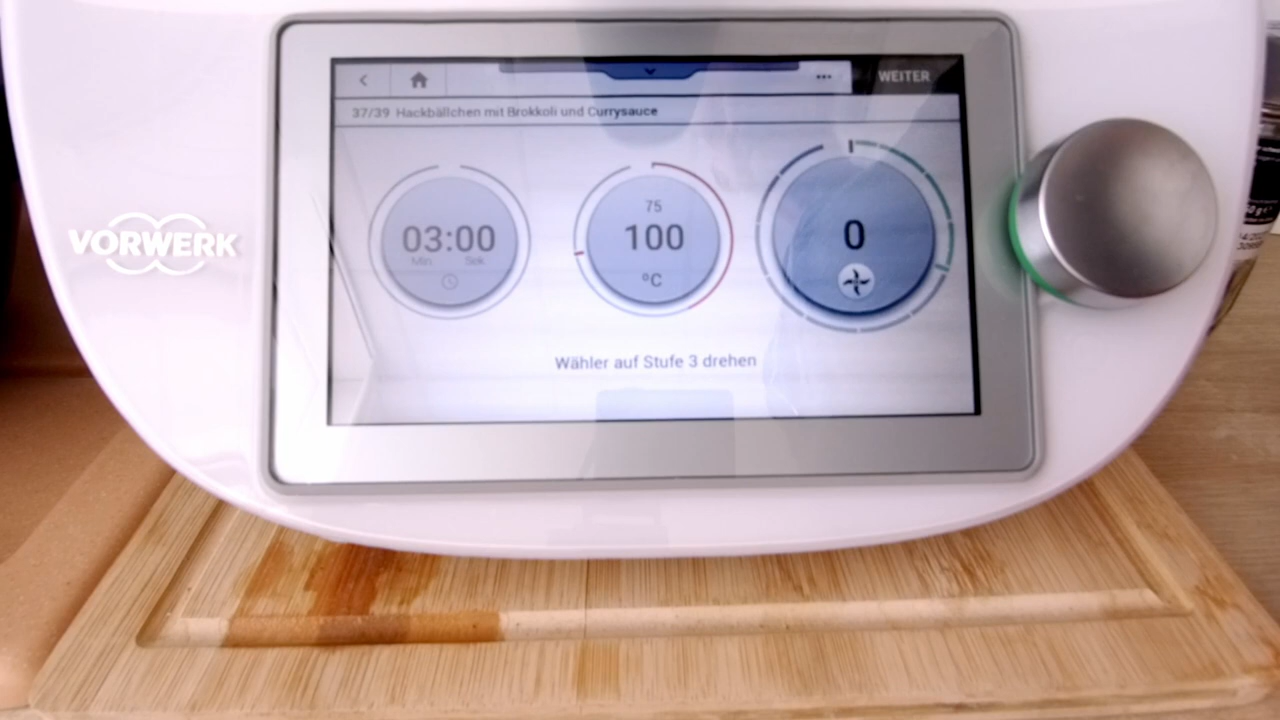 WEITER
37/39 Hackbällchen mit Brokkoli und Currysauce
03:00
Min Sek
75
100
°C
0
Wähler auf Stufe 3 drehen
VORWERK